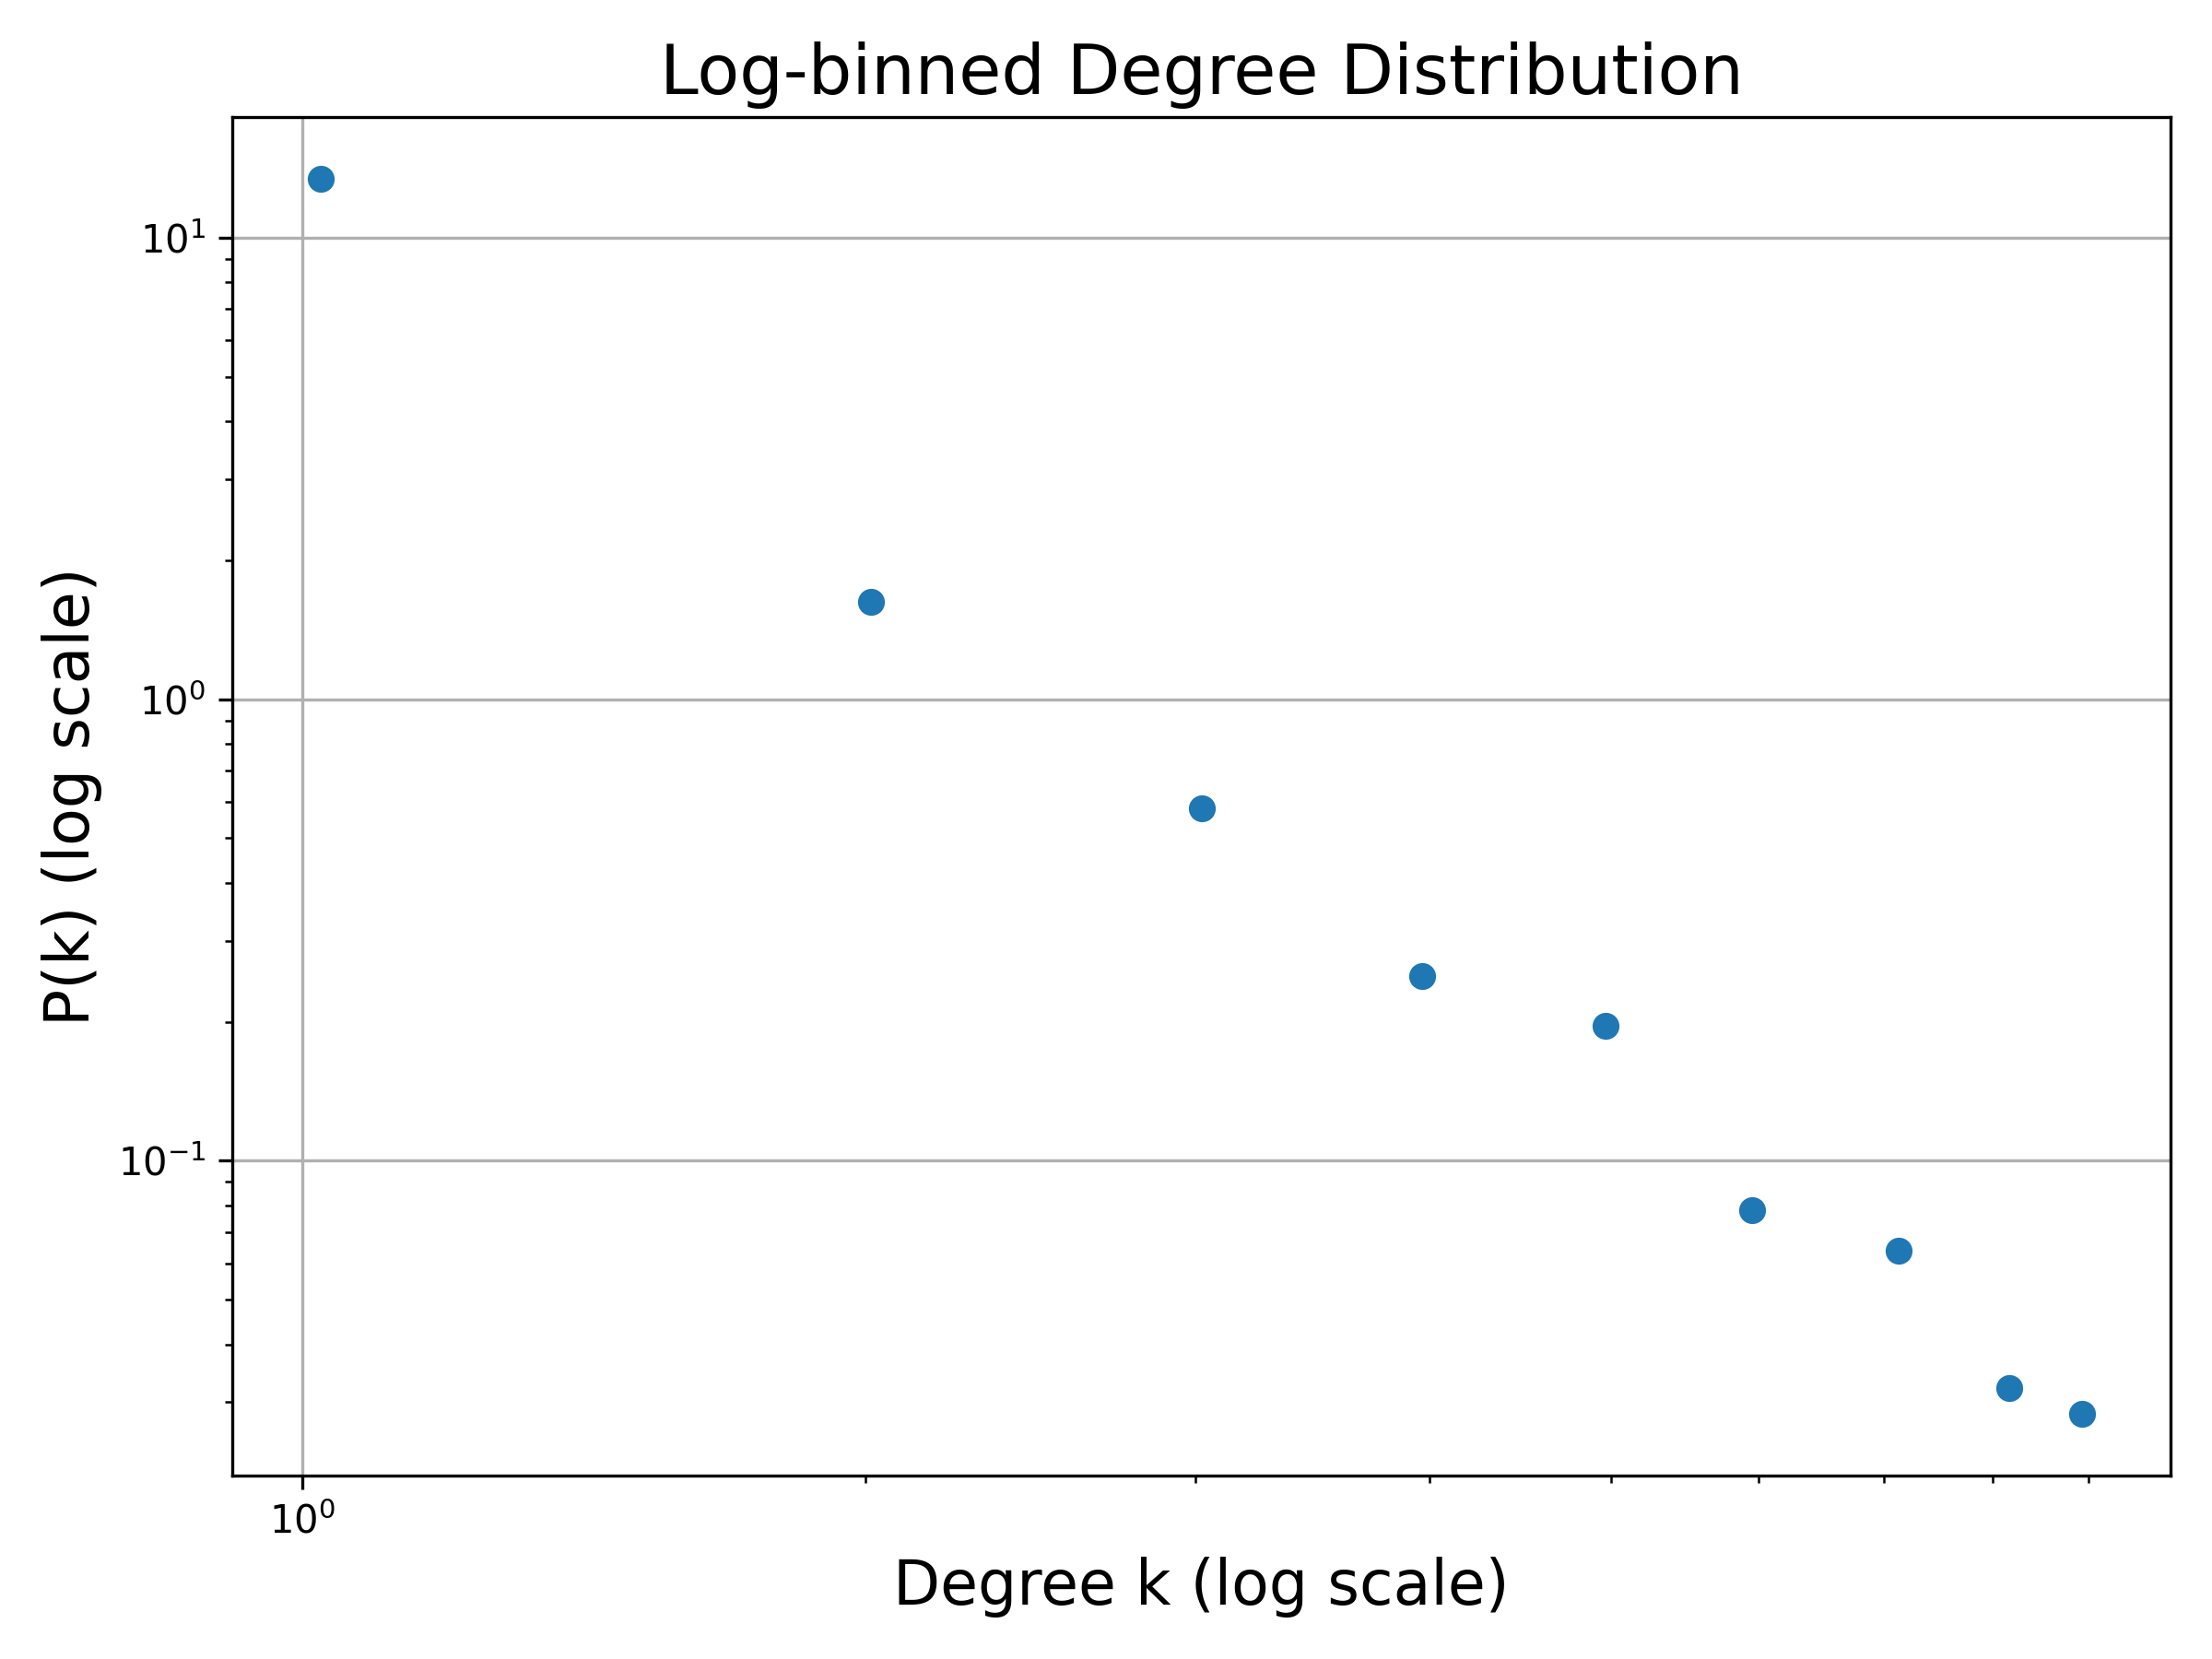 Log-binned Degree Distribution
P(k) (log scale)
10¹
10⁰
10⁻¹
10⁰
Degree k (log scale)